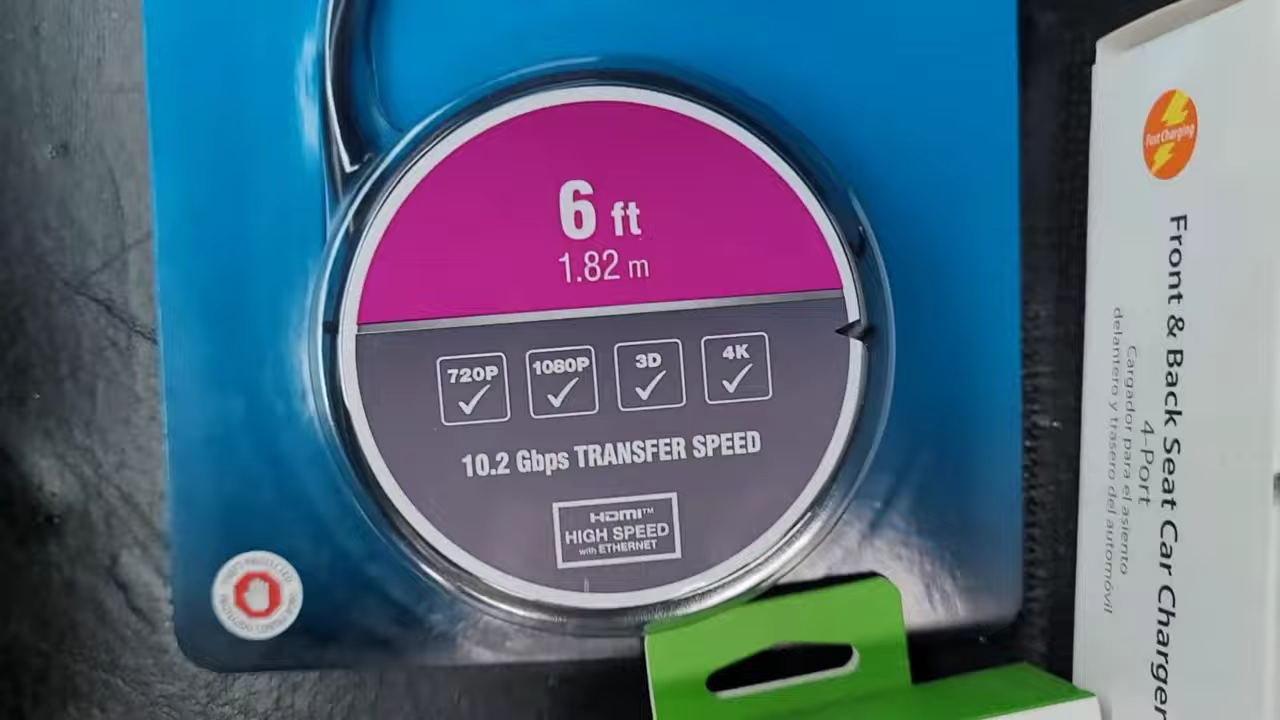 6 ft
1.82 m
720P
1080P
3D
4K
10.2 Gbps TRANSFER SPEED
HDMI™
HIGH SPEED
with ETHERNET
Fast Charging
Front & Back Seat Car Charger
4-Port
Cargador para el asiento
delantero y trasero del automóvil